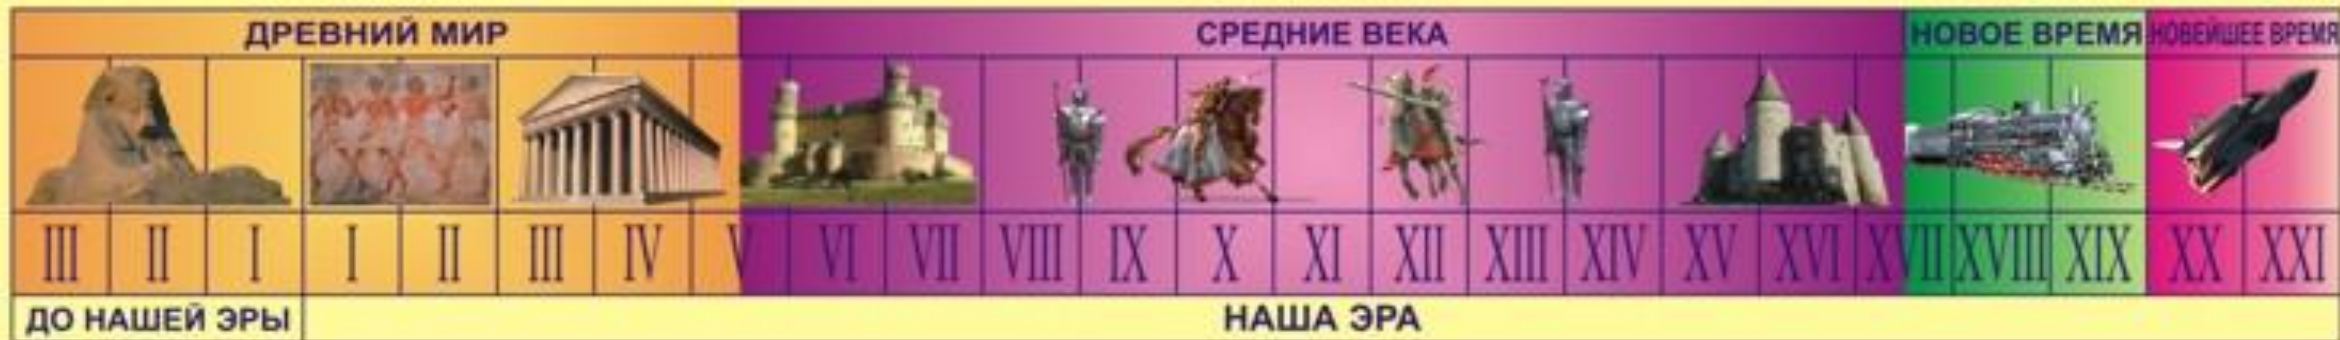 ДРЕВНИЙ МИР СРЕДНИЕ ВЕКА НОВОЕ ВРЕМЯ НОВЕЙШЕЕ ВРЕМЯ
III II I I II III IV V VI VII VIII IX X XI XII XIII XIV XV XVI XVII XVIII XIX XX XXI
ДО НАШЕЙ ЭРЫ НАША ЭРА